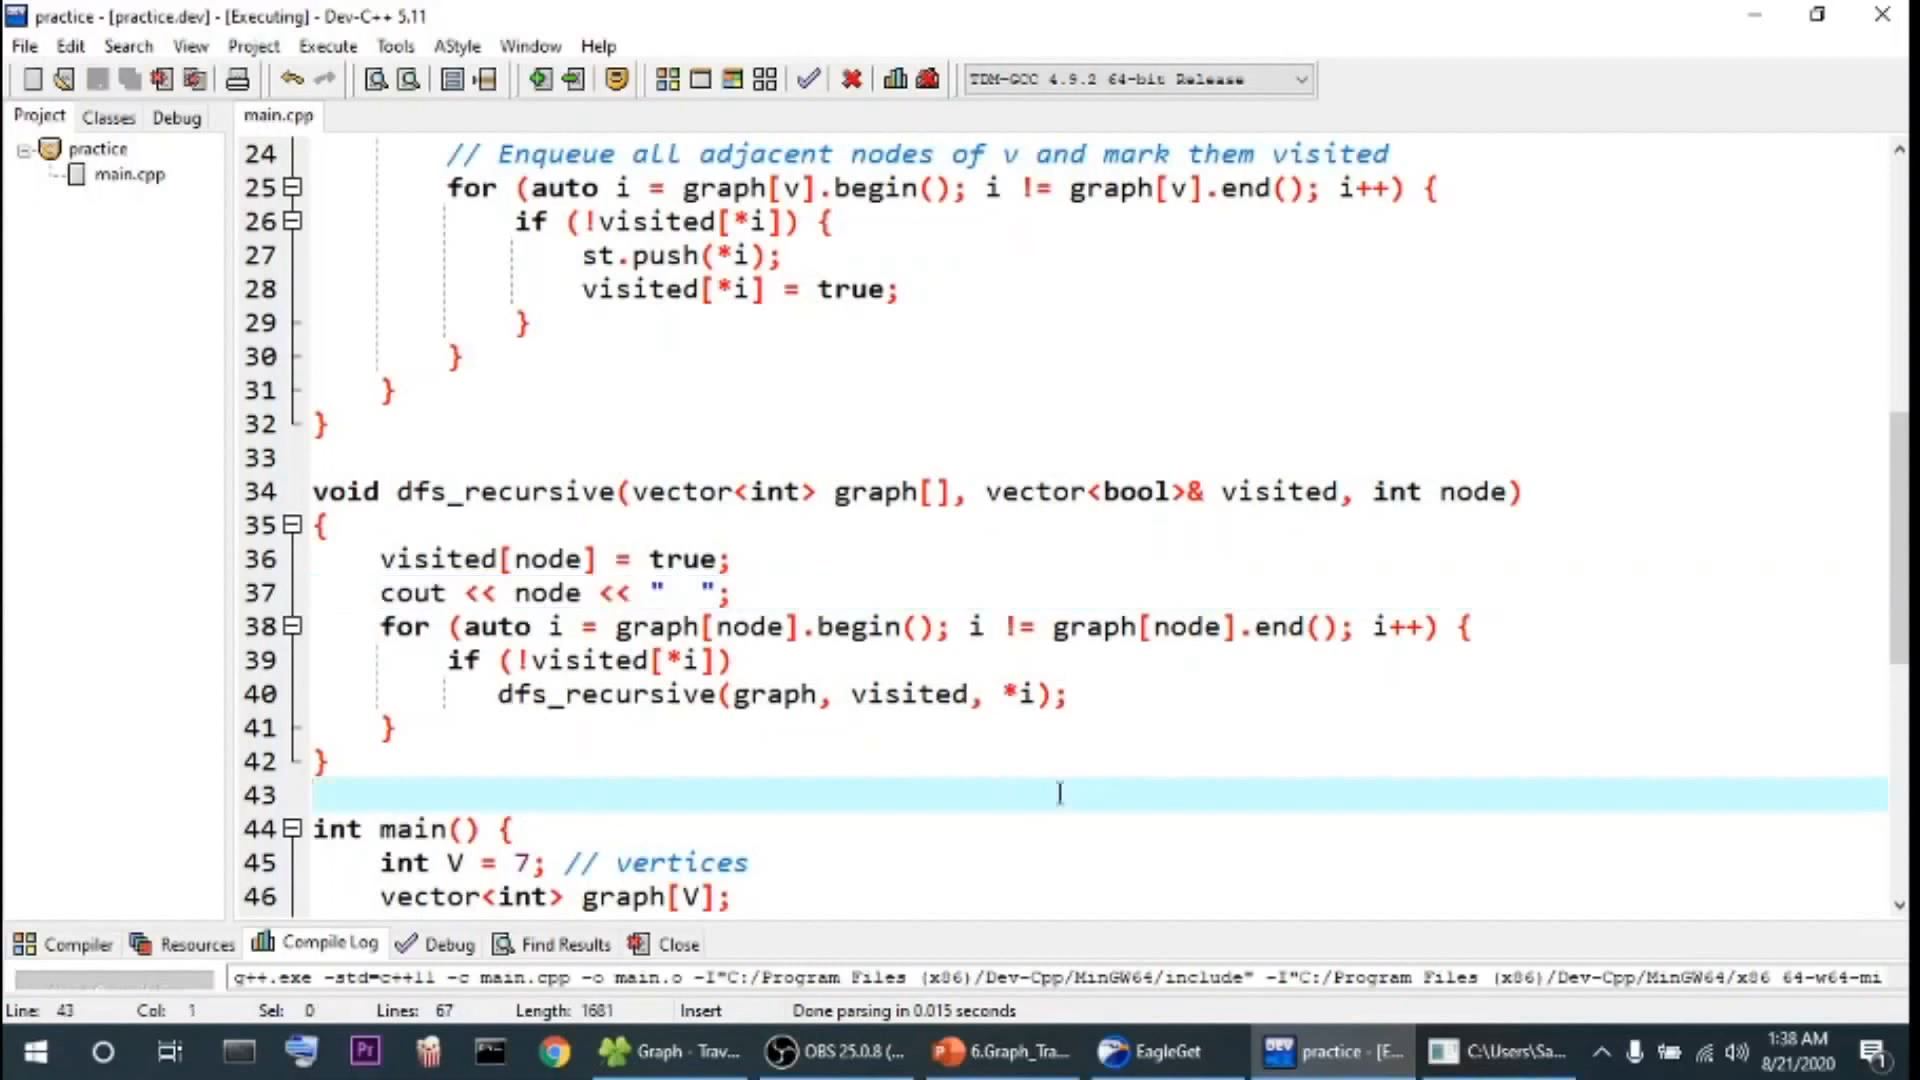 practice - [practice.dev] - [Executing] - Dev-C++ 5.11
File Edit Search View Project Execute Tools AStyle Window Help
TDM-GCC 4.9.2 64-bit Release
Project Classes Debug
main.cpp
practice
main.cpp
24 // Enqueue all adjacent nodes of v and mark them visited
25 for (auto i = graph[v].begin(); i != graph[v].end(); i++) {
26 if (!visited[*i]) {
27 st.push(*i);
28 visited[*i] = true;
29 }
30 }
31 }
32 }
33
34 void dfs_recursive(vector<int> graph[], vector<bool>& visited, int node)
35 {
36 visited[node] = true;
37 cout << node << "  ";
38 for (auto i = graph[node].begin(); i != graph[node].end(); i++) {
39 if (!visited[*i])
40 dfs_recursive(graph, visited, *i);
41 }
42 }
43
44 int main() {
45 int V = 7; // vertices
46 vector<int> graph[V];
Compiler Resources Compile Log Debug Find Results Close
g++.exe -std=c++11 -c main.cpp -o main.o -I"C:/Program Files (x86)/Dev-Cpp/MinGW64/include" -I"C:/Program Files (x86)/Dev-Cpp/MinGW64/x86 64-w64-mi
Line: 43 Col: 1 Sel: 0 Lines: 67 Length: 1681 Insert Done parsing in 0.015 seconds
Pr
Graph - Trav...
OBS 25.0.8 (...
6.Graph_Tra...
EagleGet
DEV
practice - [E...
C:\Users\Sa...
1:38 AM
8/21/2020
1